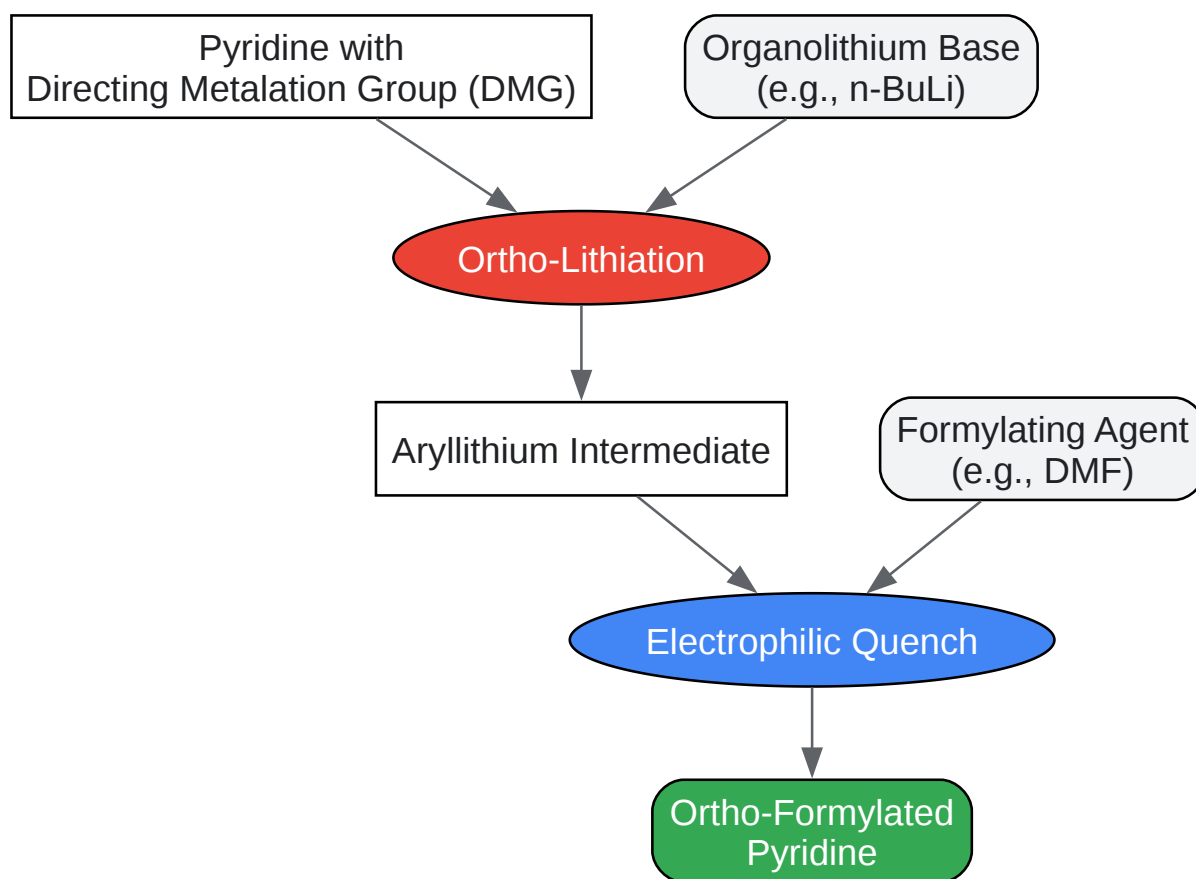 Pyridine with
Directing Metalation Group (DMG)
Organolithium Base
(e.g., n-BuLi)
Ortho-Lithiation
Aryllithium Intermediate
Formylating Agent
(e.g., DMF)
Electrophilic Quench
Ortho-Formylated
Pyridine